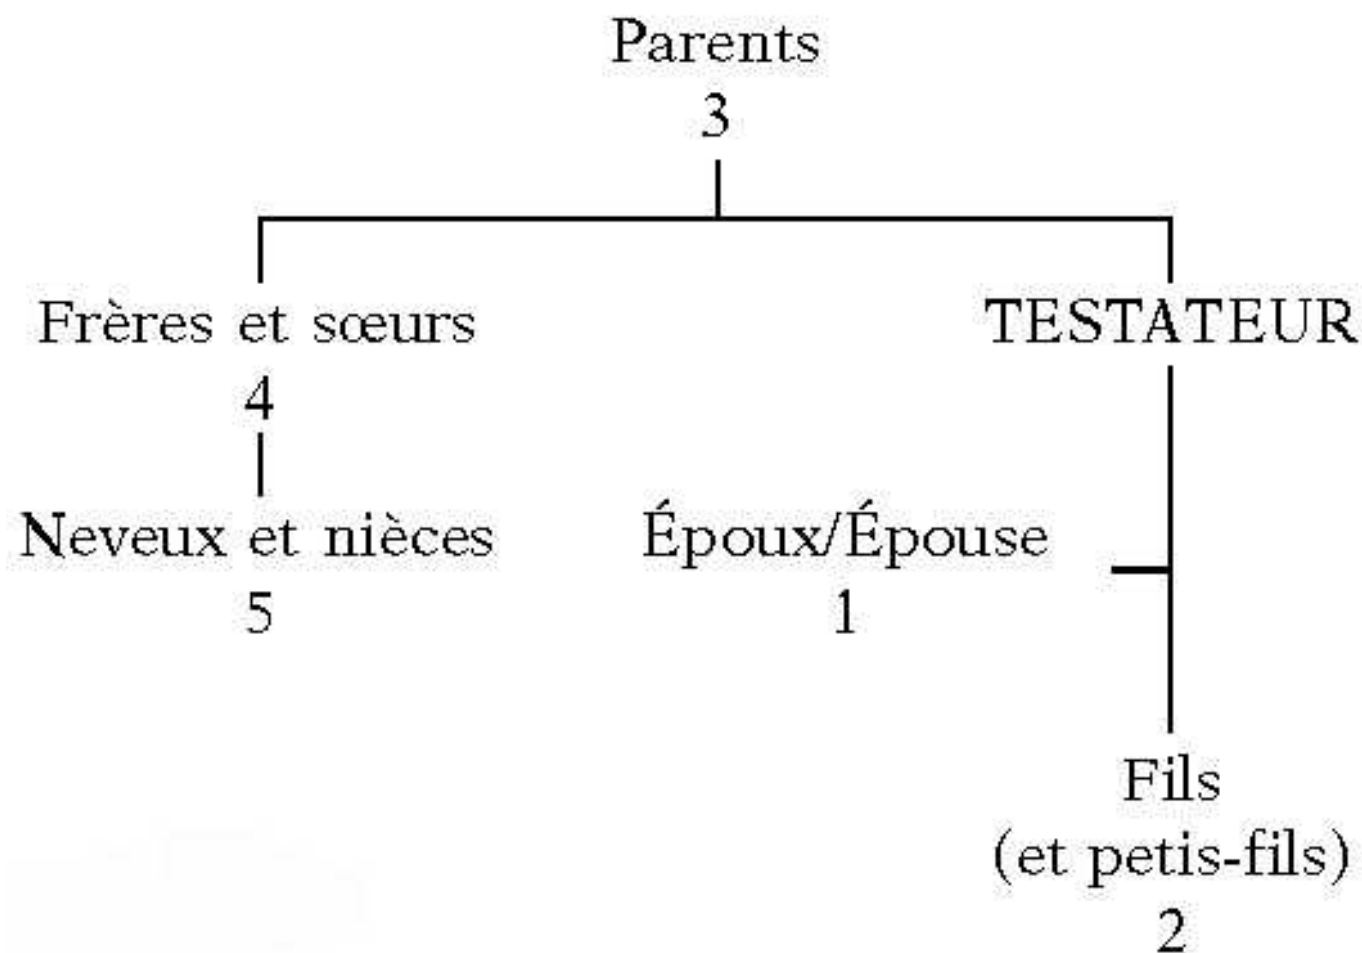 Parents
3
Frères et sœurs
4
TESTATEUR
Neveux et nièces
5
Époux/Épouse
1
Fils
(et petis-fils)
2